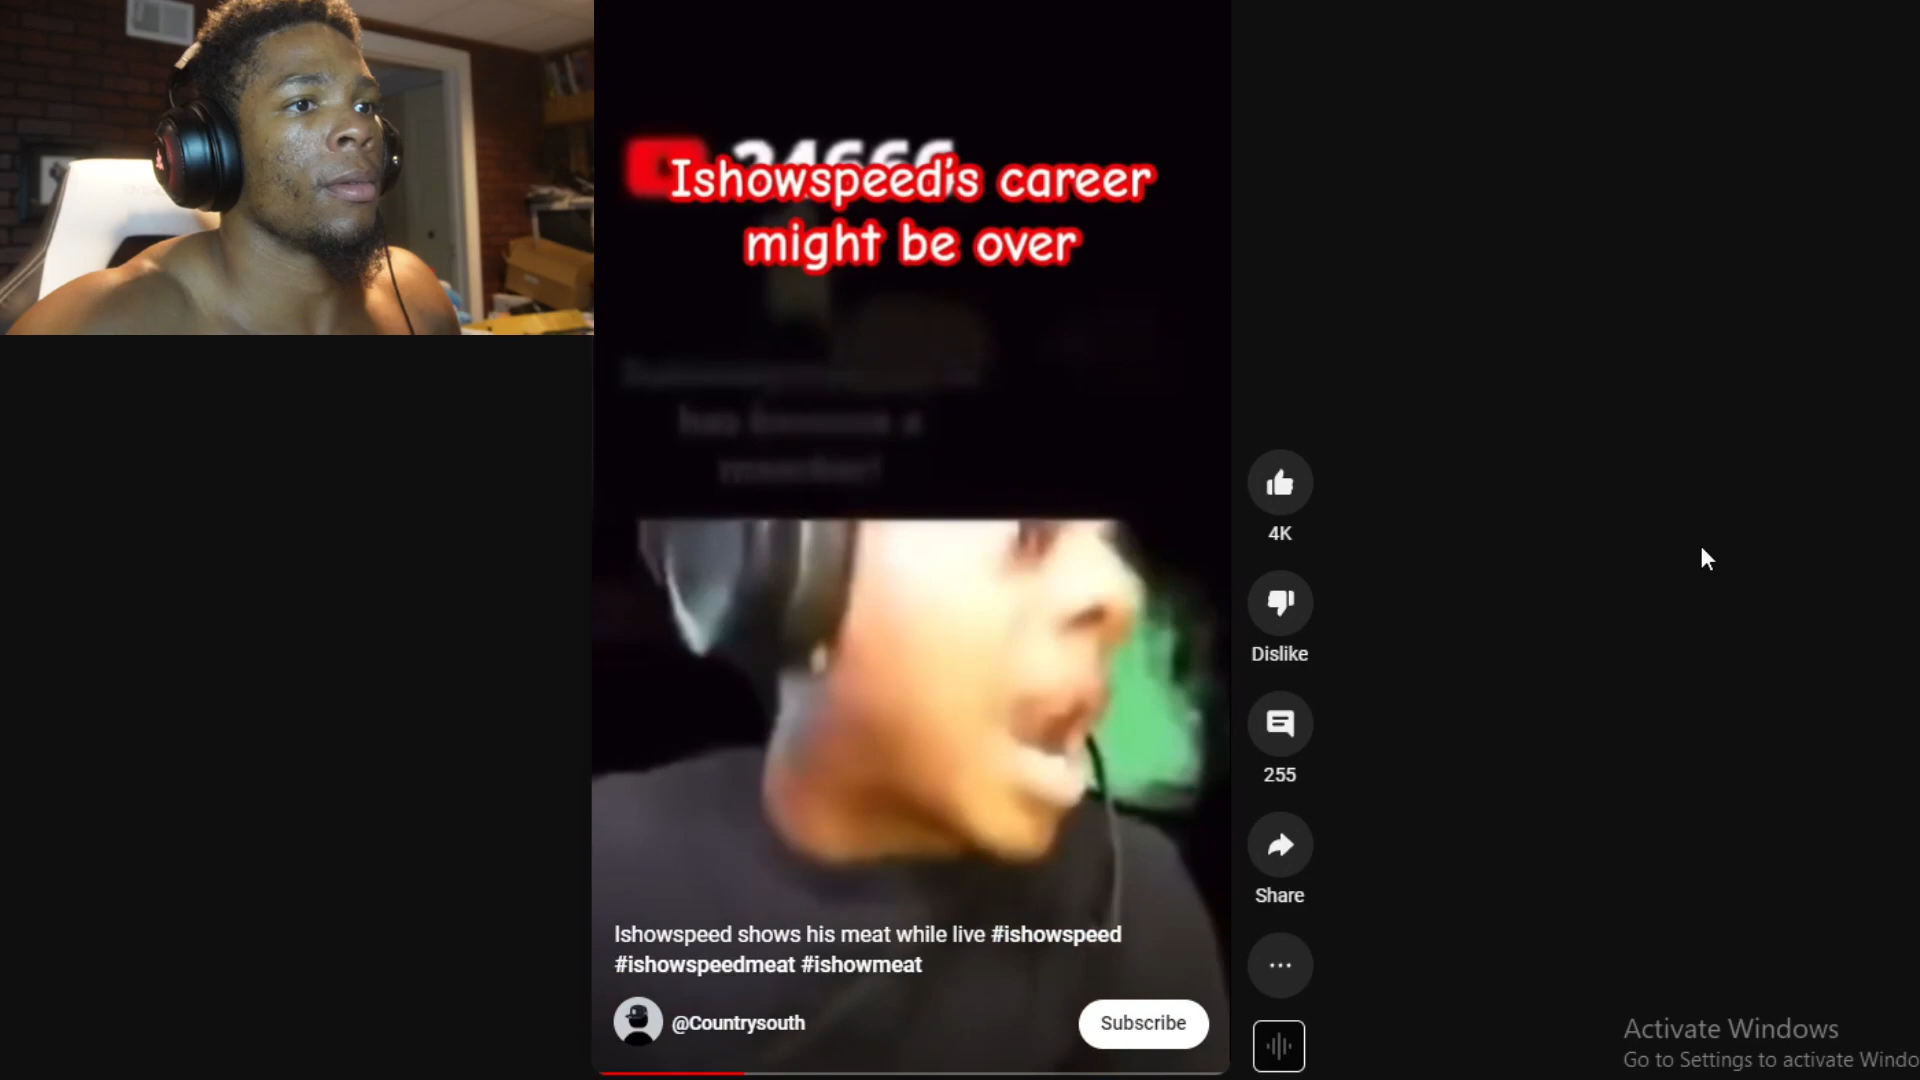 Ishowspeed's career
might be over
4K
Dislike
255
Share
Ishowspeed shows his meat while live #ishowspeed
#ishowspeedmeat #ishowmeat
@Countrysouth
Subscribe
Activate Windows
Go to Settings to activate Windo